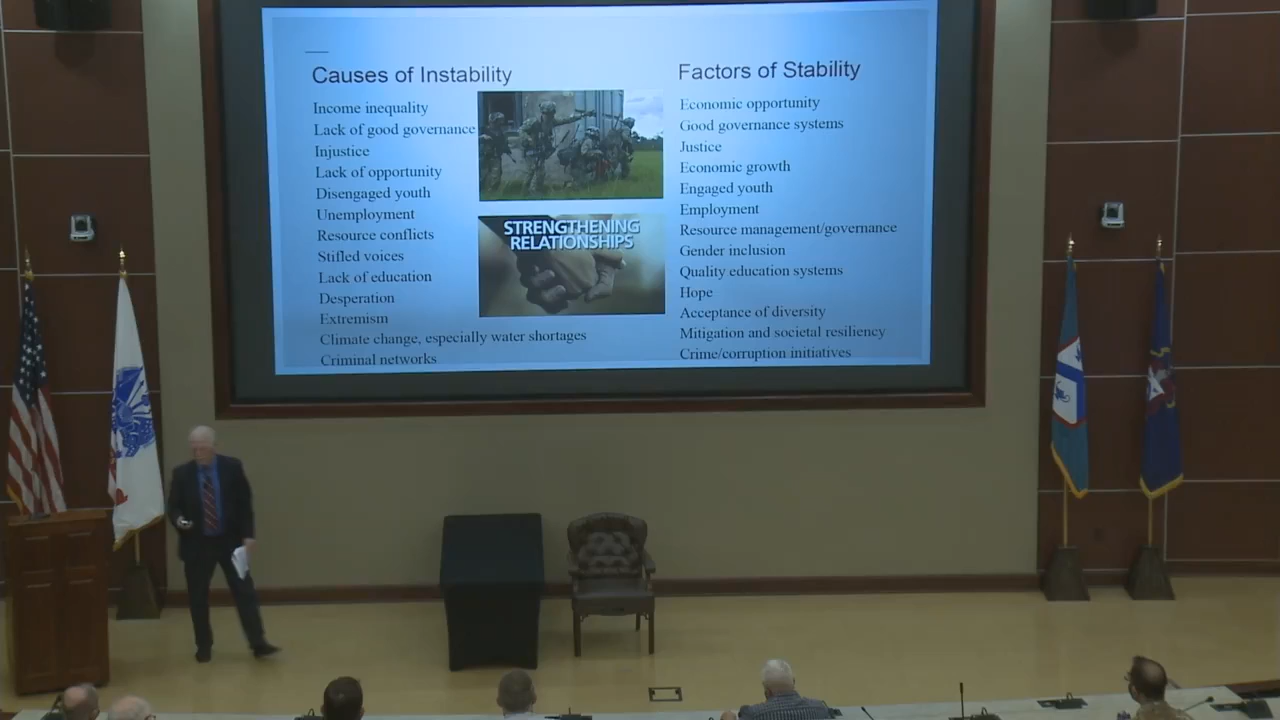 Causes of Instability
Income inequality
Lack of good governance
Injustice
Lack of opportunity
Disengaged youth
Unemployment
Resource conflicts
Stifled voices
Lack of education
Desperation
Extremism
Climate change, especially water shortages
Criminal networks
STRENGTHENING
RELATIONSHIPS
Factors of Stability
Economic opportunity
Good governance systems
Justice
Economic growth
Engaged youth
Employment
Resource management/governance
Gender inclusion
Quality education systems
Hope
Acceptance of diversity
Mitigation and societal resiliency
Crime/corruption initiatives